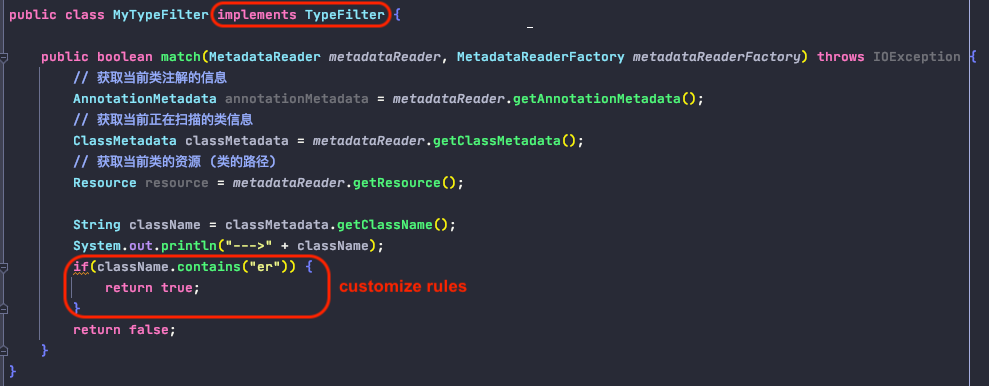 public class MyTypeFilter implements TypeFilter {
public boolean match(MetadataReader metadataReader, MetadataReaderFactory metadataReaderFactory) throws IOException {
// 获取当前类注解的信息
AnnotationMetadata annotationMetadata = metadataReader.getAnnotationMetadata();
// 获取当前正在扫描的类信息
ClassMetadata classMetadata = metadataReader.getClassMetadata();
// 获取当前类的资源 (类的路径)
Resource resource = metadataReader.getResource();
String className = classMetadata.getClassName();
System.out.println("--->" + className);
if(className.contains("er")) {
return true; customize rules
}
return false;
}
}